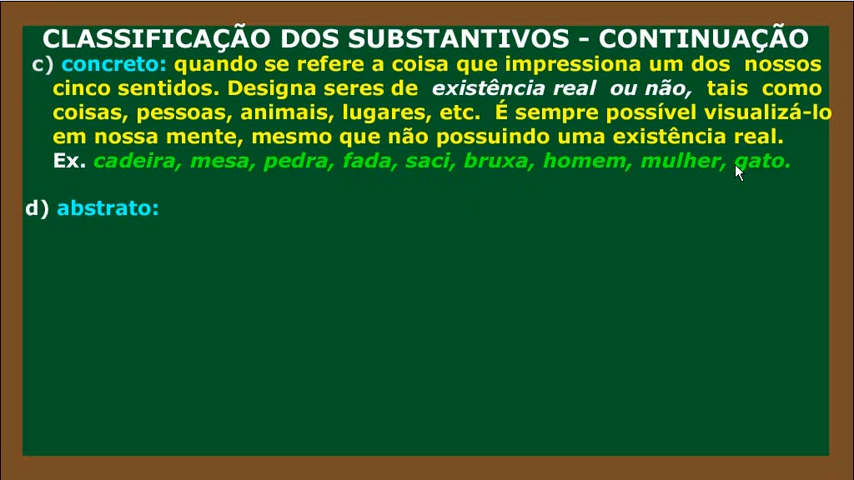 CLASSIFICAÇÃO DOS SUBSTANTIVOS - CONTINUAÇÃO
c) concreto: quando se refere a coisa que impressiona um dos nossos
cinco sentidos. Designa seres de existência real ou não, tais como
coisas, pessoas, animais, lugares, etc. É sempre possível visualizá-lo
em nossa mente, mesmo que não possuindo uma existência real.
Ex. cadeira, mesa, pedra, fada, saci, bruxa, homem, mulher, gato.
d) abstrato: